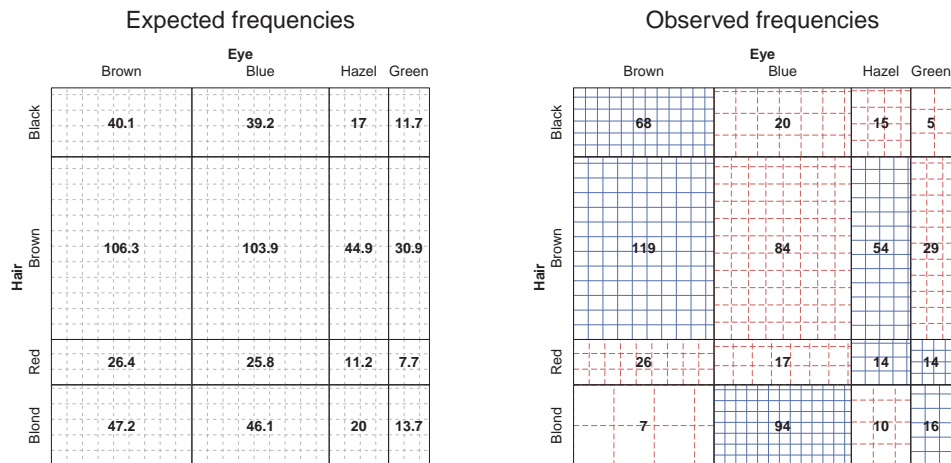 Expected frequencies
Eye
Brown Blue Hazel Green
Hair
Black 40.1 39.2 17 11.7
Brown 106.3 103.9 44.9 30.9
Red 26.4 25.8 11.2 7.7
Blond 47.2 46.1 20 13.7
Observed frequencies
Eye
Brown Blue Hazel Green
Hair
Black 68 20 15 5
Brown 119 84 54 29
Red 26 17 14 14
Blond 7 94 10 16